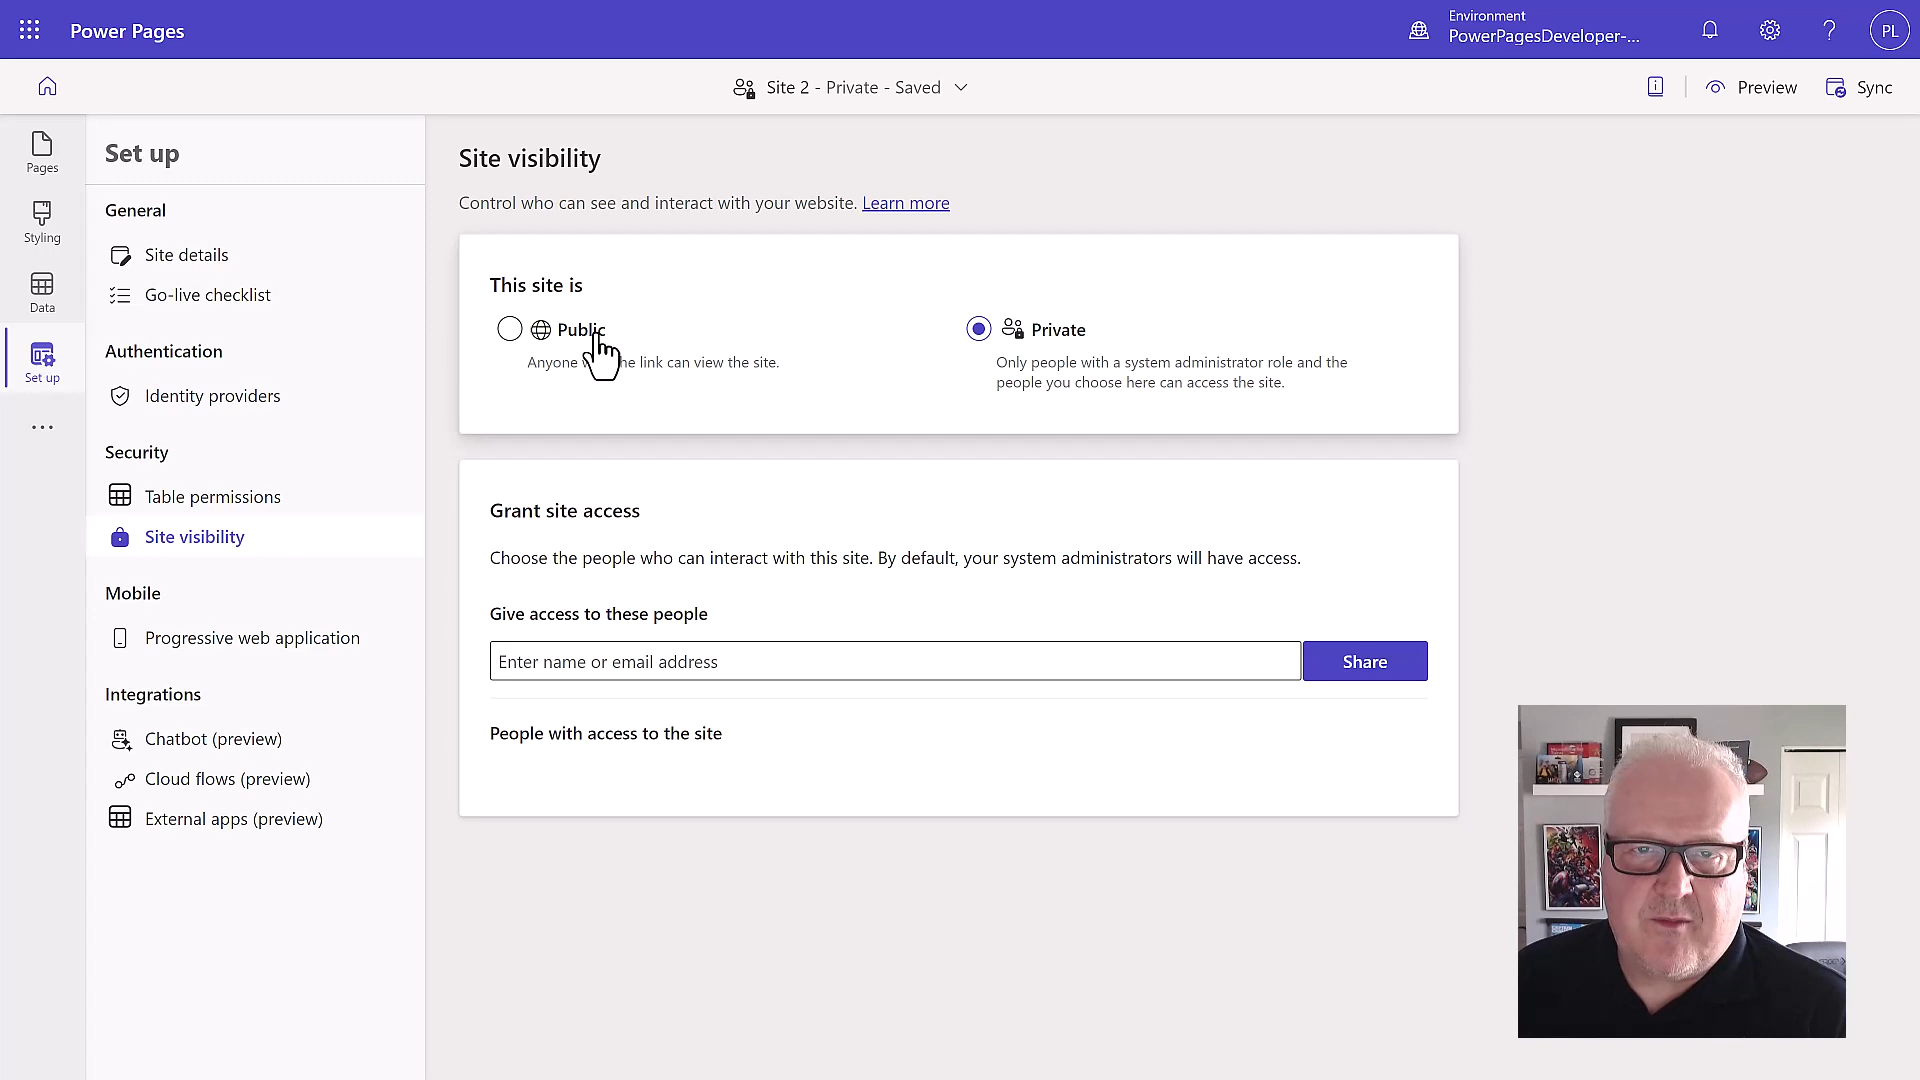 Power Pages
Environment
PowerPagesDeveloper-...
PL
Site 2 - Private - Saved
Preview
Sync
Pages
Styling
Data
Set up
Set up
General
Site details
Go-live checklist
Authentication
Identity providers
Security
Table permissions
Site visibility
Mobile
Progressive web application
Integrations
Chatbot (preview)
Cloud flows (preview)
External apps (preview)
Site visibility
Control who can see and interact with your website. Learn more
This site is
Public
Anyone he link can view the site.
Private
Only people with a system administrator role and the
people you choose here can access the site.
Grant site access
Choose the people who can interact with this site. By default, your system administrators will have access.
Give access to these people
Enter name or email address
Share
People with access to the site